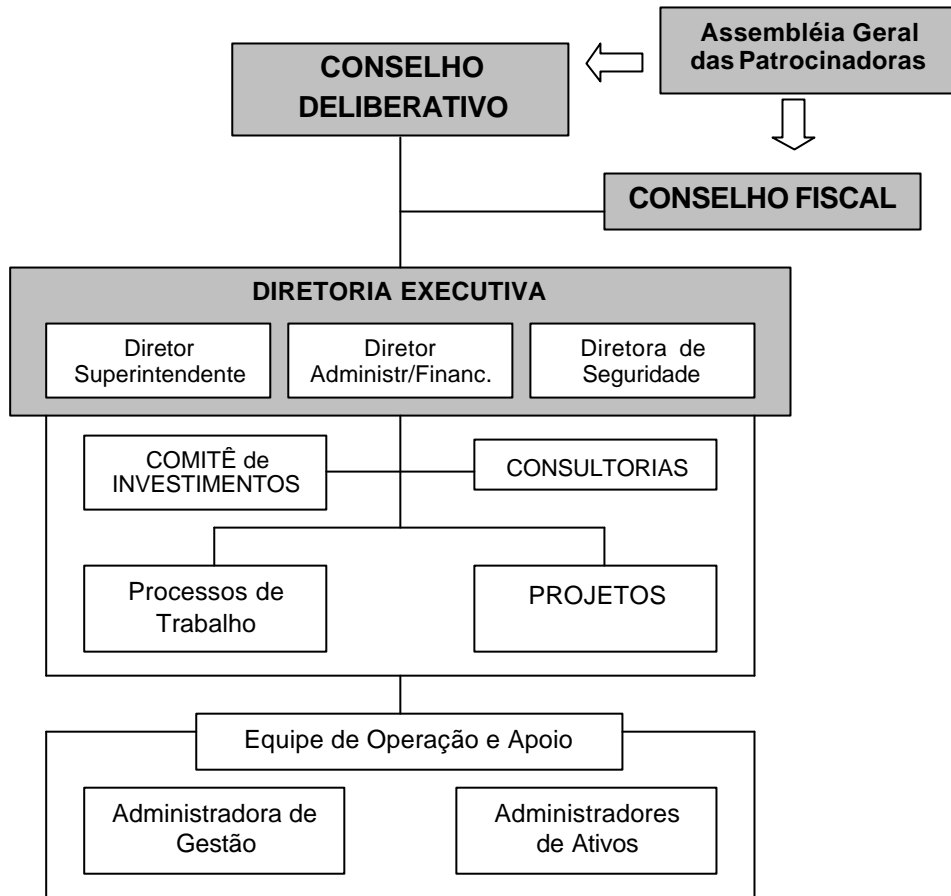 Assembléia Geral
das Patrocinadoras
CONSELHO
DELIBERATIVO
CONSELHO FISCAL
DIRETORIA EXECUTIVA
Diretor
Superintendente
Diretor
Administr/Financ.
Diretora de
Seguridade
COMITÊ de
INVESTIMENTOS
CONSULTORIAS
Processos de
Trabalho
PROJETOS
Equipe de Operação e Apoio
Administradora de
Gestão
Administradores
de Ativos